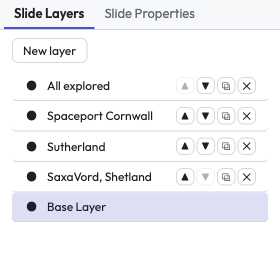 Slide Layers Slide Properties
New layer
All explored
Spaceport Cornwall
Sutherland
SaxaVord, Shetland
Base Layer